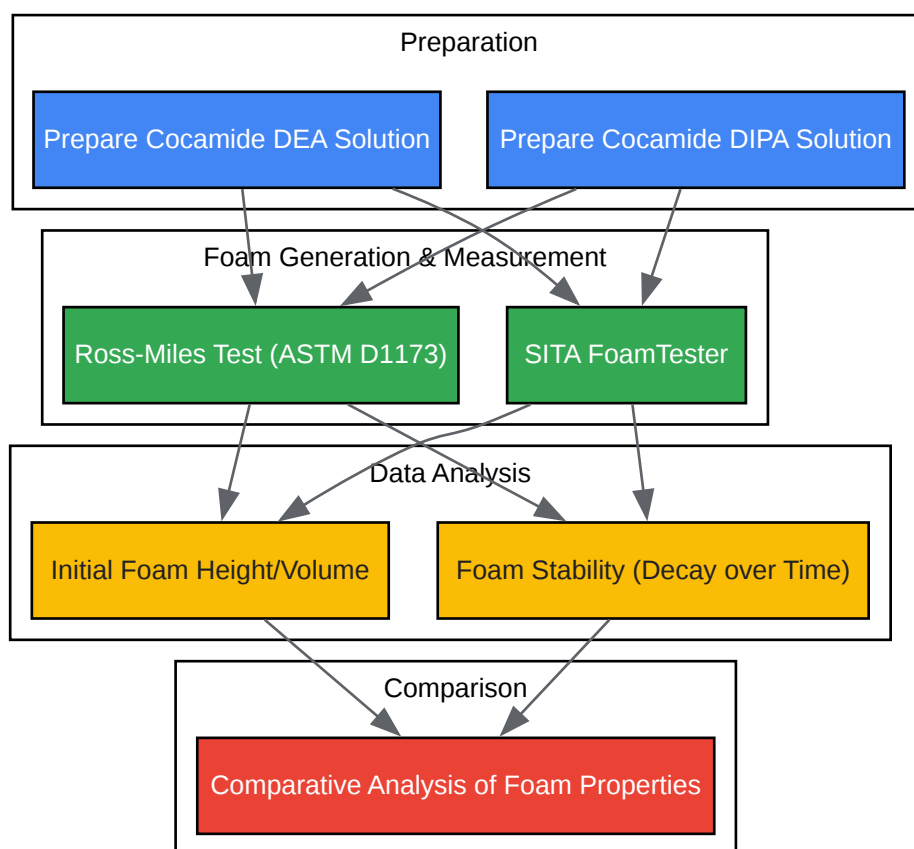 Preparation
Prepare Cocamide DEA Solution
Prepare Cocamide DIPA Solution
Foam Generation & Measurement
Ross-Miles Test (ASTM D1173)
SITA FoamTester
Data Analysis
Initial Foam Height/Volume
Foam Stability (Decay over Time)
Comparison
Comparative Analysis of Foam Properties